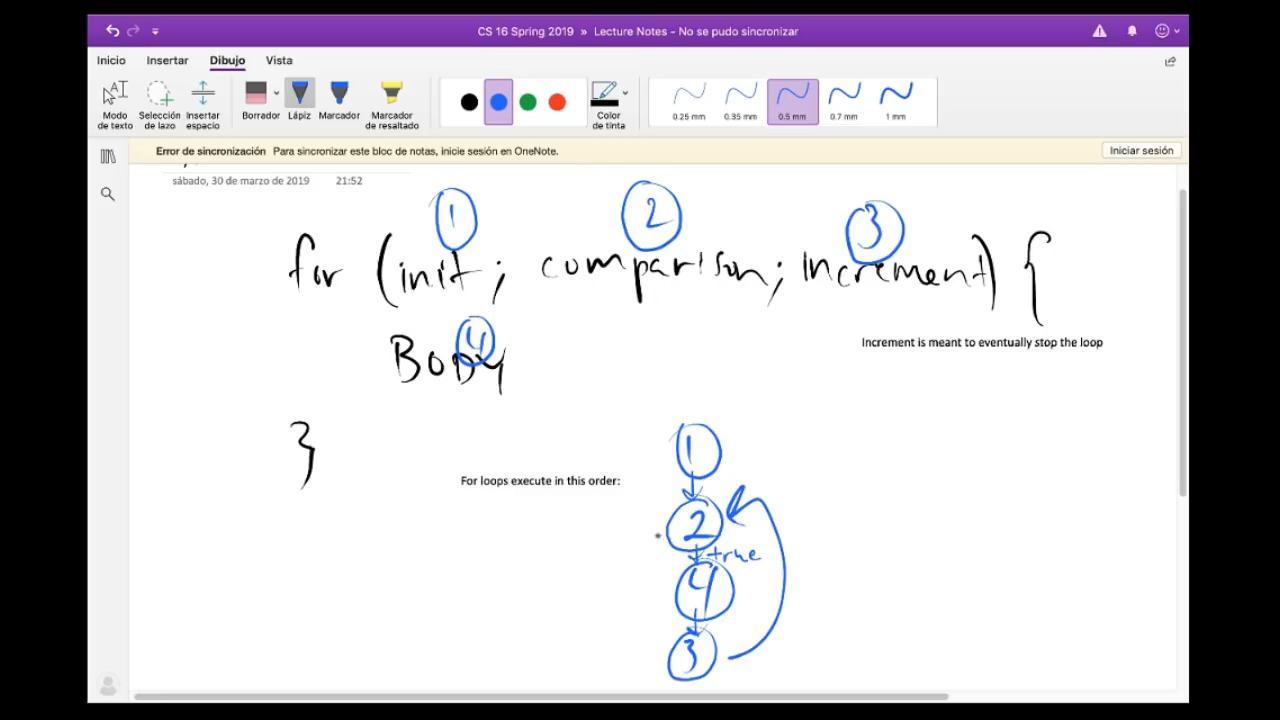 CS 16 Spring 2019 » Lecture Notes - No se pudo sincronizar
Inicio Insertar Dibujo Vista
Modo de texto
Selección de lazo
Insertar espacio
Borrador
Lápiz
Marcador
Marcador de resaltado
Color de tinta
0.25 mm
0.35 mm
0.5 mm
0.7 mm
1 mm
Error de sincronización Para sincronizar este bloc de notas, inicie sesión en OneNote.
Iniciar sesión
sábado, 30 de marzo de 2019 21:52
1 2 3
for (init; comparison; increment) {
4
BODY
Increment is meant to eventually stop the loop
}
For loops execute in this order:
1
2
true
4
3